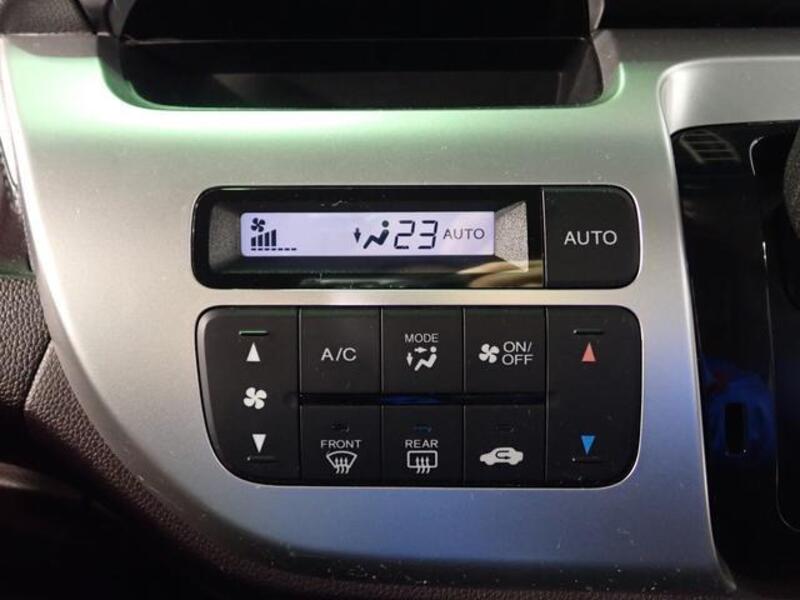 23 AUTO
AUTO
A/C
MODE
ON/
OFF
FRONT
REAR